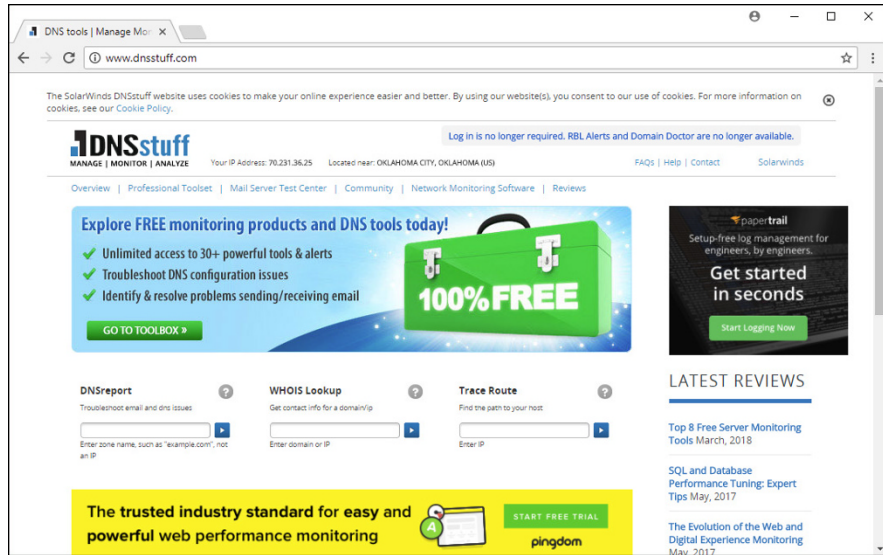 DNS tools | Manage Mor
www.dnsstuff.com
The SolarWinds DNSstuff website uses cookies to make your online experience easier and better. By using our website(s), you consent to our use of cookies. For more information on
cookies, see our Cookie Policy.
Log in is no longer required. RBL Alerts and Domain Doctor are no longer available.
DNSstuff
MANAGE | MONITOR | ANALYZE
Your IP Address: 70.231.36.25 Located near: OKLAHOMA CITY, OKLAHOMA (US)
FAQs | Help | Contact Solarwinds
Overview | Professional Toolset | Mail Server Test Center | Community | Network Monitoring Software | Reviews
Explore FREE monitoring products and DNS tools today!
Unlimited access to 30+ powerful tools & alerts
Troubleshoot DNS configuration issues
Identify & resolve problems sending/receiving email
GO TO TOOLBOX »
100% FREE
papertrail
Setup-free log management for
engineers, by engineers.
Get started
in seconds
Start Logging Now
DNSreport
Troubleshoot email and dns issues
Enter zone name, such as "example.com", not
an IP
WHOIS Lookup
Get contact info for a domain/ip
Enter domain or IP
Trace Route
Find the path to your host
Enter IP
LATEST REVIEWS
Top 8 Free Server Monitoring
Tools March, 2018
SQL and Database
Performance Tuning: Expert
Tips May, 2017
The Evolution of the Web and
Digital Experience Monitoring
May, 2017
The trusted industry standard for easy and
powerful web performance monitoring
START FREE TRIAL
pingdom